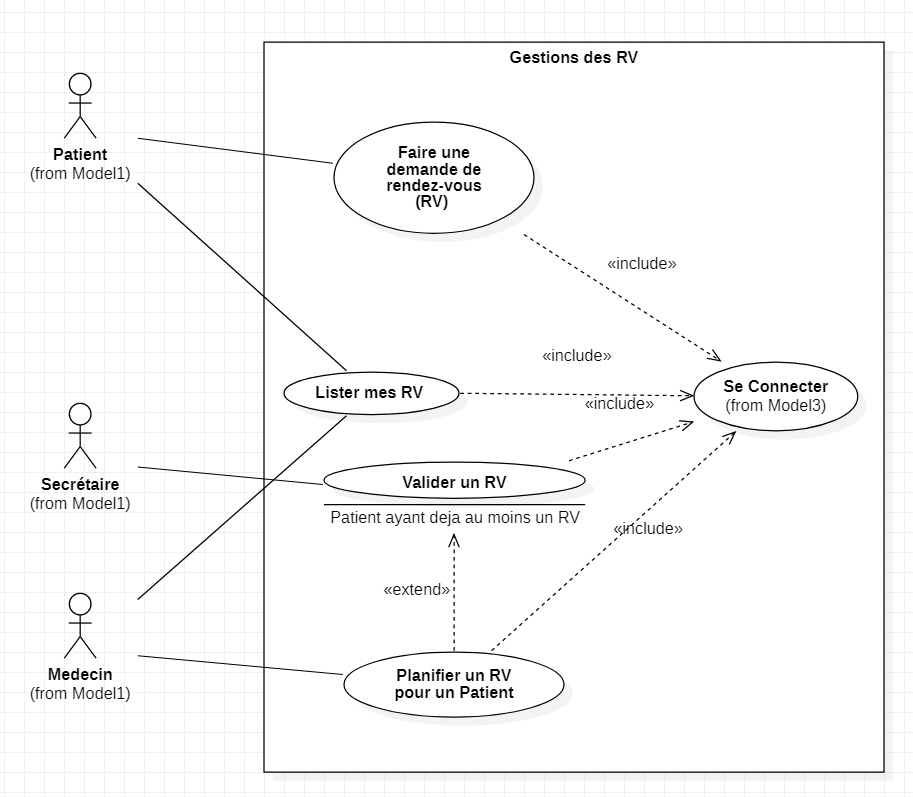 Gestions des RV
Patient
(from Model1)
Faire une
demande de
rendez-vous
(RV)
«include»
«include»
Lister mes RV
Se Connecter
(from Model3)
«include»
Secrétaire
(from Model1)
Valider un RV
Patient ayant deja au moins un RV
«include»
«extend»
Medecin
(from Model1)
Planifier un RV
pour un Patient